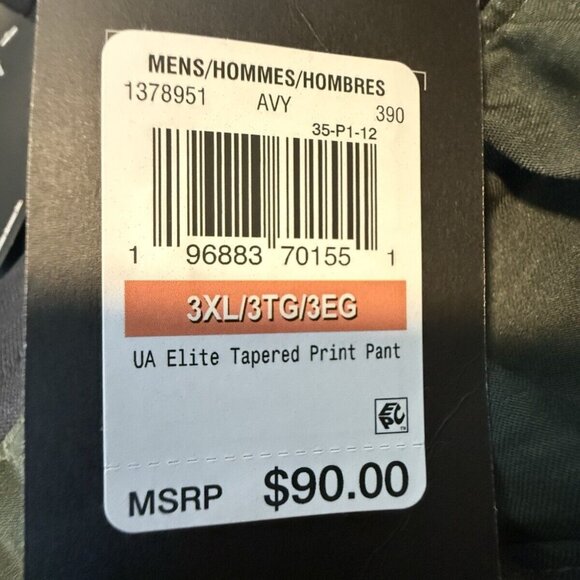 MENS/HOMMES/HOMBRES
1378951 AVY 390
35-P1-12
1 96883 70155 1
3XL/3TG/3EG
UA Elite Tapered Print Pant
EPC
MSRP $90.00